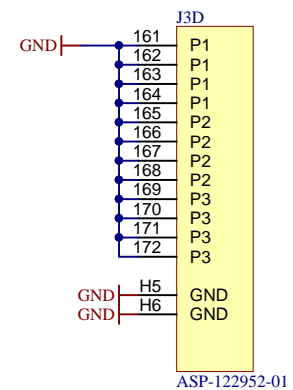 J3D
GND 161 P1
162 P1
163 P1
164 P1
165 P2
166 P2
167 P2
168 P2
169 P3
170 P3
171 P3
172 P3
GND H5 GND
GND H6 GND
ASP-122952-01